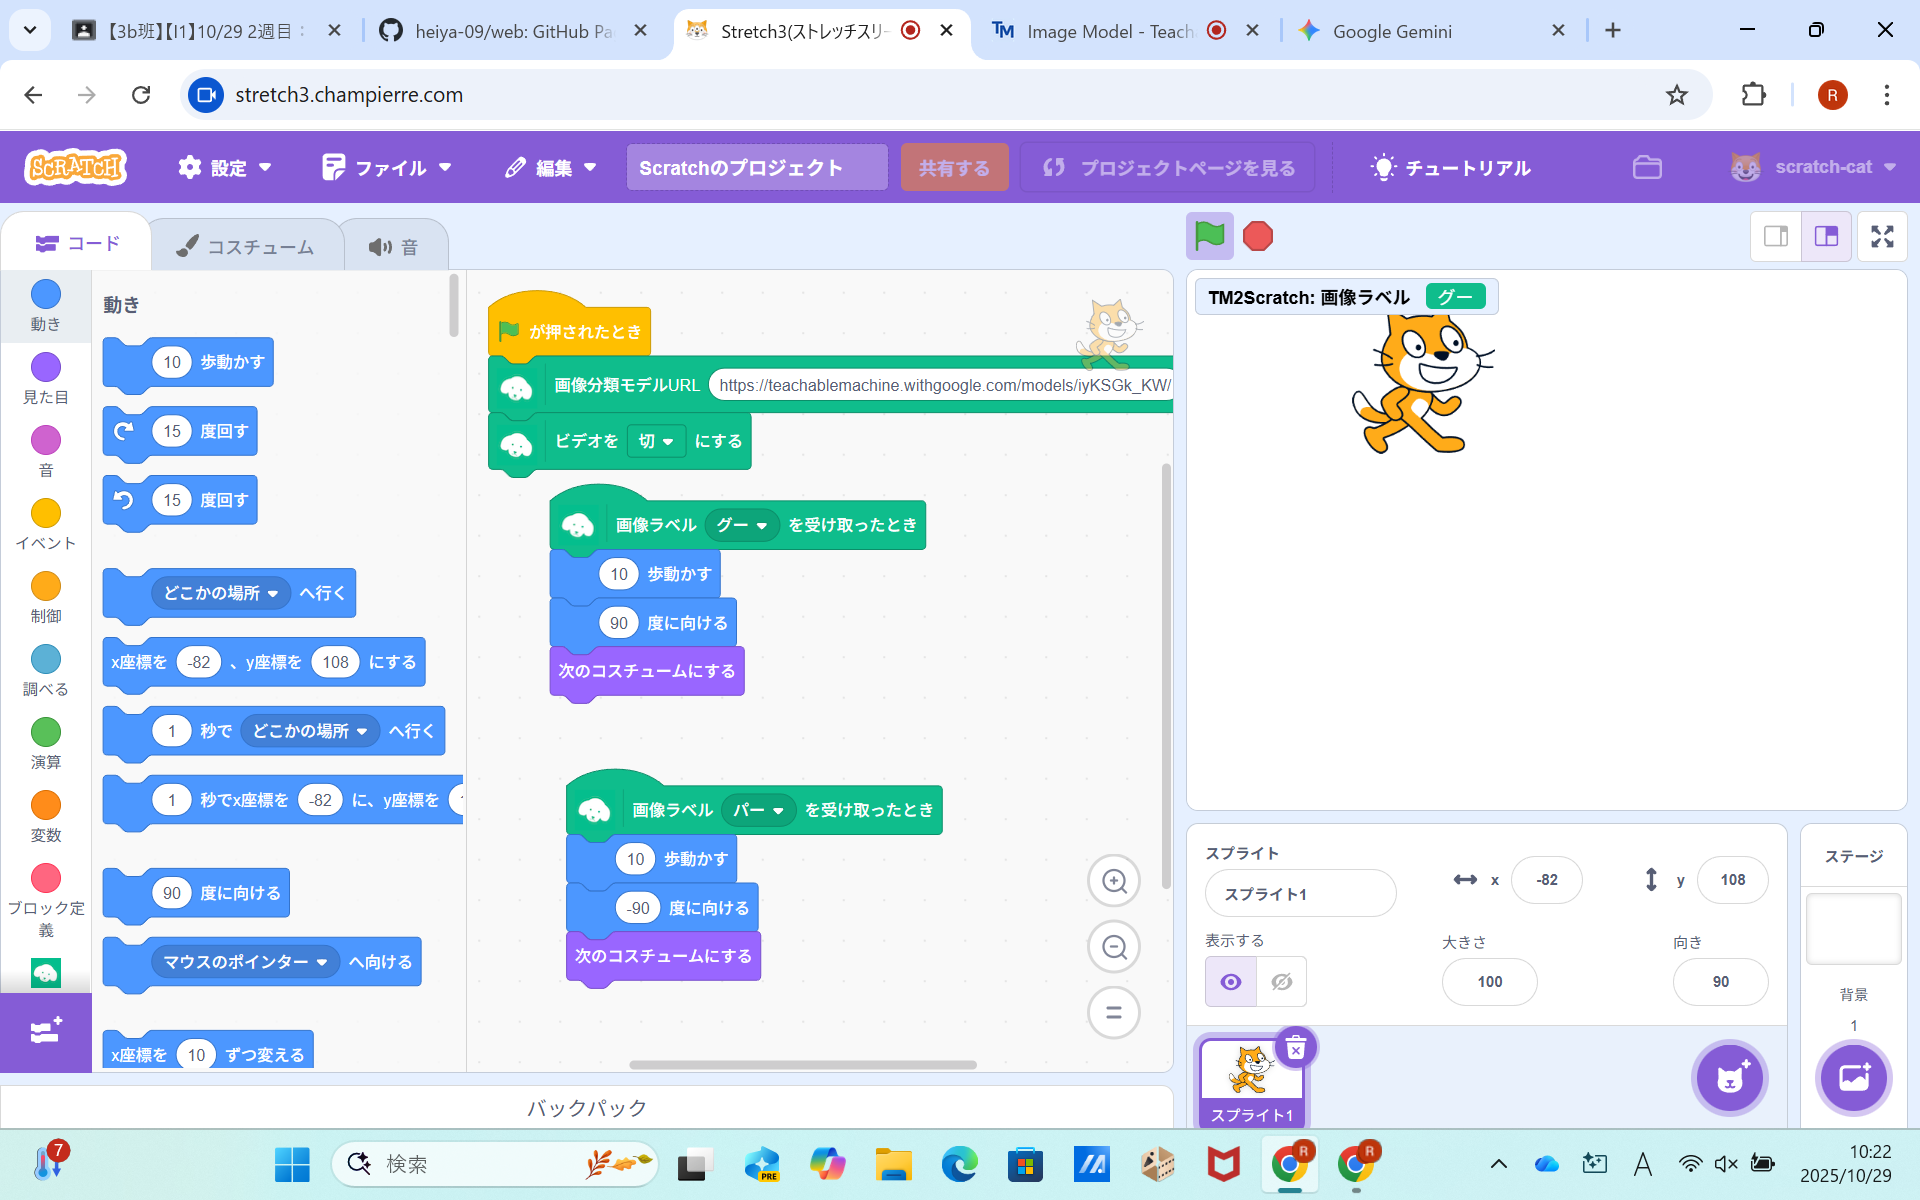 【3b班】【I1】10/29 2週目
heiya-09/web: GitHub Pa
Stretch3(ストレッチスリー
TM Image Model - Teach
Google Gemini
stretch3.champierre.com
R
SCRATCH
設定
ファイル
編集
Scratchのプロジェクト
共有する
プロジェクトページを見る
チュートリアル
scratch-cat
コード
コスチューム
音
動き
見た目
音
イベント
制御
調べる
演算
変数
ブロック定
義
動き
10 歩動かす
15 度回す
15 度回す
どこかの場所 へ行く
x座標を -82 、y座標を 108 にする
1 秒で どこかの場所 へ行く
1 秒でx座標を -82 に、y座標を
90 度に向ける
マウスのポインター へ向ける
x座標を 10 ずつ変える
が押されたとき
画像分類モデルURL https://teachablemachine.withgoogle.com/models/iyKSGk_KW/
ビデオを 切 にする
画像ラベル グー を受け取ったとき
10 歩動かす
90 度に向ける
次のコスチュームにする
画像ラベル パー を受け取ったとき
10 歩動かす
-90 度に向ける
次のコスチュームにする
バックパック
TM2Scratch: 画像ラベル グー
スプライト
スプライト1
x -82
y 108
表示する
大きさ
100
向き
90
スプライト1
ステージ
背景
1
7
検索
PRE
R
R
A
10:22
2025/10/29